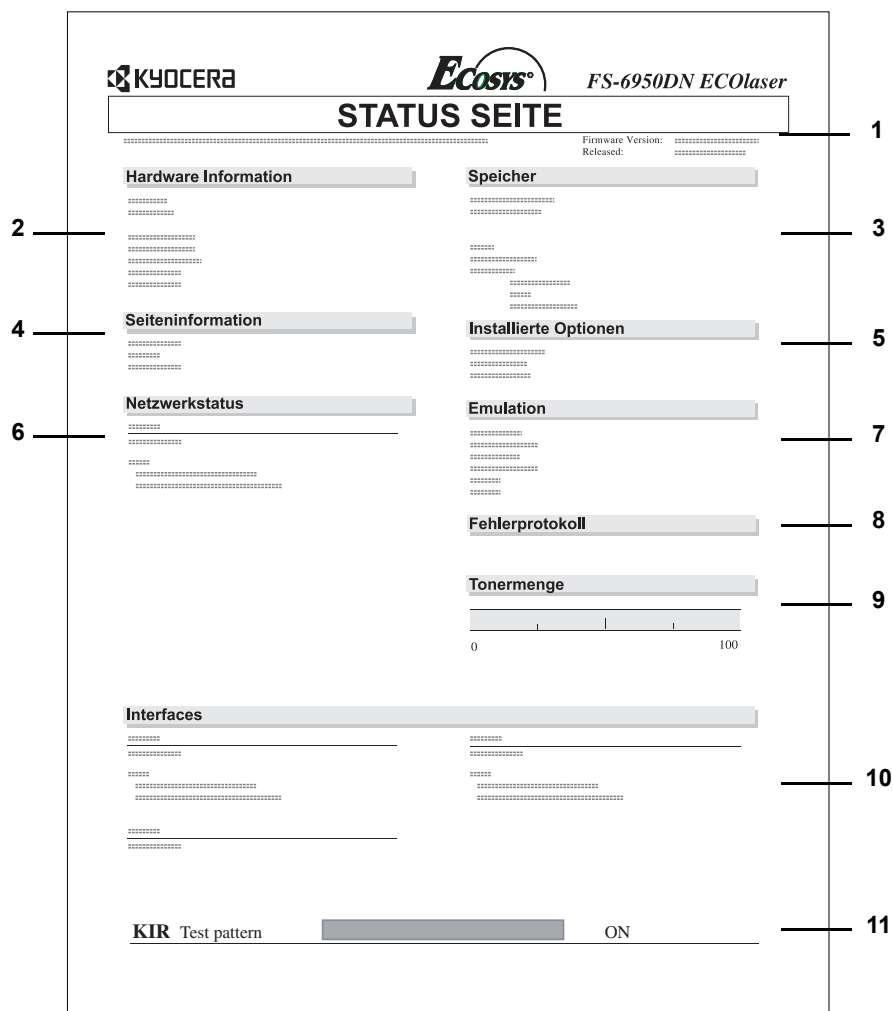 KYOCERA
ECOSYS
FS-6950DN ECOlaser
STATUS SEITE
1
Firmware Version:
Released:
Hardware Information
2
Seiteninformation
4
Netzwerkstatus
6
Speicher
3
Installierte Optionen
5
Emulation
7
Fehlerprotokoll
8
Tonermenge
9
0 100
Interfaces
10
KIR Test pattern ON
11